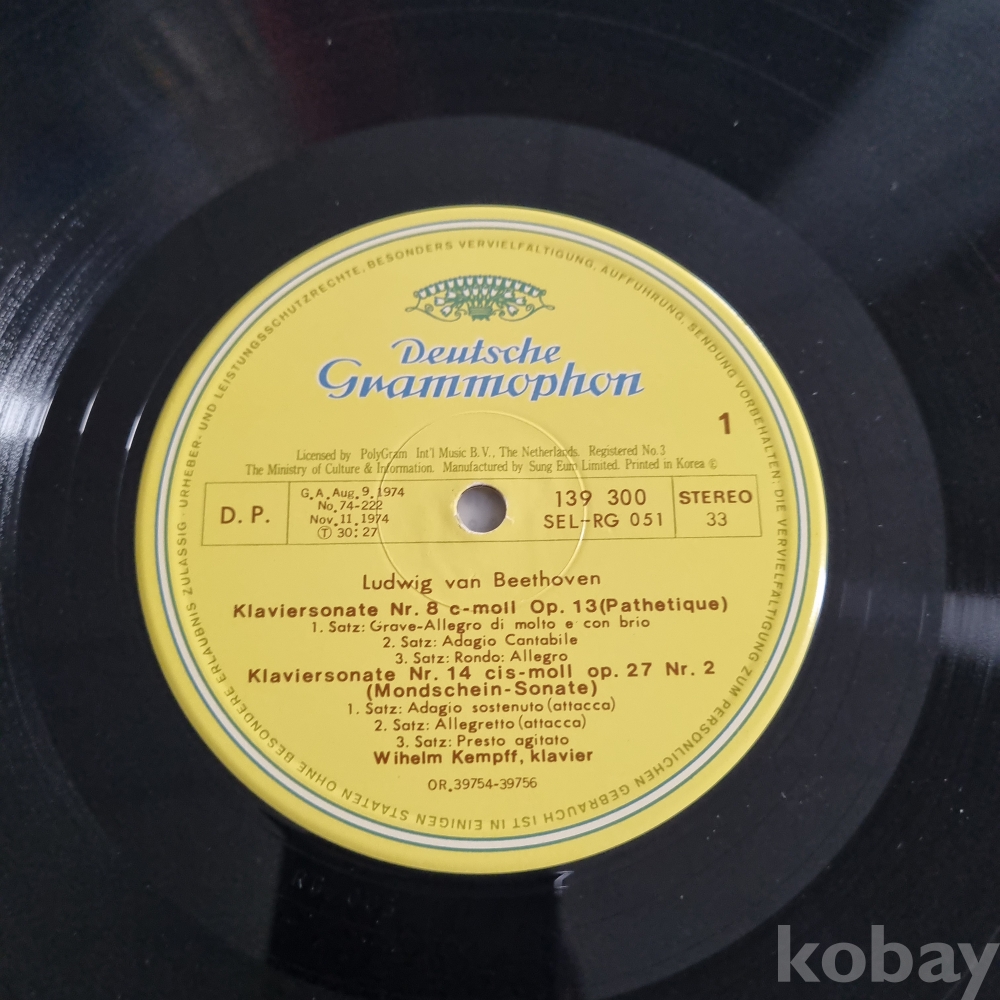 URHEBER- UND LEISTUNGSSCHUTZRECHTE, BESONDERS VERVIELFÄLTIGUNG, AUFFÜHRUNG, SENDUNG VORBEHALTEN: DIE VERVIELFÄLTIGUNG ZUM PERSÖNLICHEN GEBRAUCH IST IN EINIGEN STAATEN OHNE BESONDERE ERLAUBNIS ZULÄSSIG ·
Deutsche
Grammophon
1
Licensed by PolyGram Int'l Music B.V., The Netherlands. Registered No.3
The Ministry of Culture & Information. Manufactured by Sung Eum Limited. Printed in Korea ©
D. P.
G.A.Aug.9.1974
No.74-222
Nov.11.1974
Ⓣ 30:27
139 300
SEL-RG 051
STEREO
33
Ludwig van Beethoven
Klaviersonate Nr. 8 c-moll Op. 13(Pathetique)
1. Satz: Grave-Allegro di molto e con brio
2. Satz: Adagio Cantabile
3. Satz: Rondo: Allegro
Klaviersonate Nr. 14 cis-moll op. 27 Nr. 2
(Mondschein-Sonate)
1. Satz: Adagio sostenuto(attacca)
2. Satz: Allegretto(attacca)
3. Satz: Presto agitato
Wihelm Kempff, klavier
OR.39754-39756
2
kobay